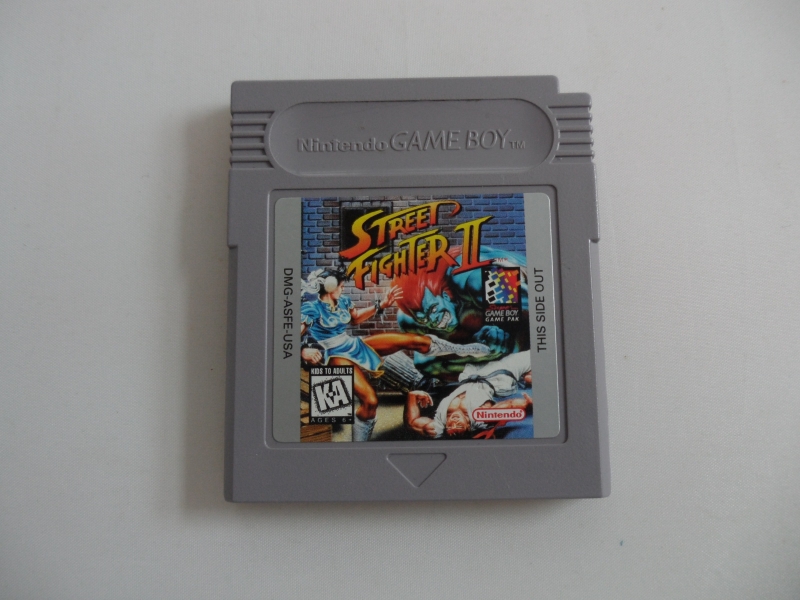 Nintendo GAME BOY TM
STREET
FIGHTER II
DMG-ASFE-USA
THIS SIDE OUT
GAME BOY
GAME PAK
KIDS TO ADULTS
K-A
AGES 6+
Nintendo